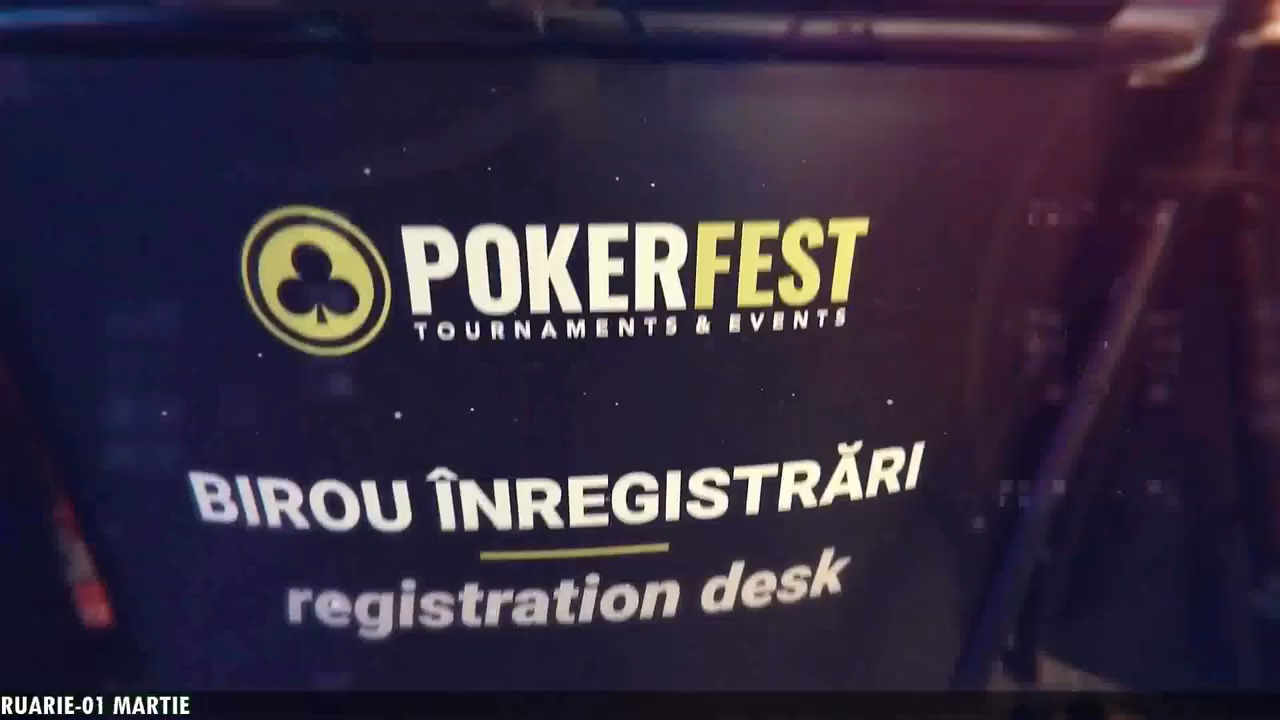 POKERFEST
TOURNAMENTS & EVENTS
BIROU ÎNREGISTRĂRI
registration desk
RUARIE-01 MARTIE